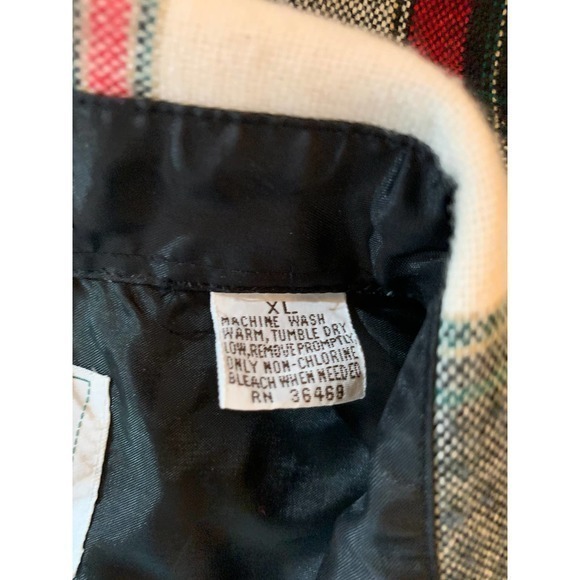 XL
MACHINE WASH
WARM, TUMBLE DRY
LOW, REMOVE PROMPTLY,
ONLY NON-CHLORINE
BLEACH WHEN NEEDED
RN 36469